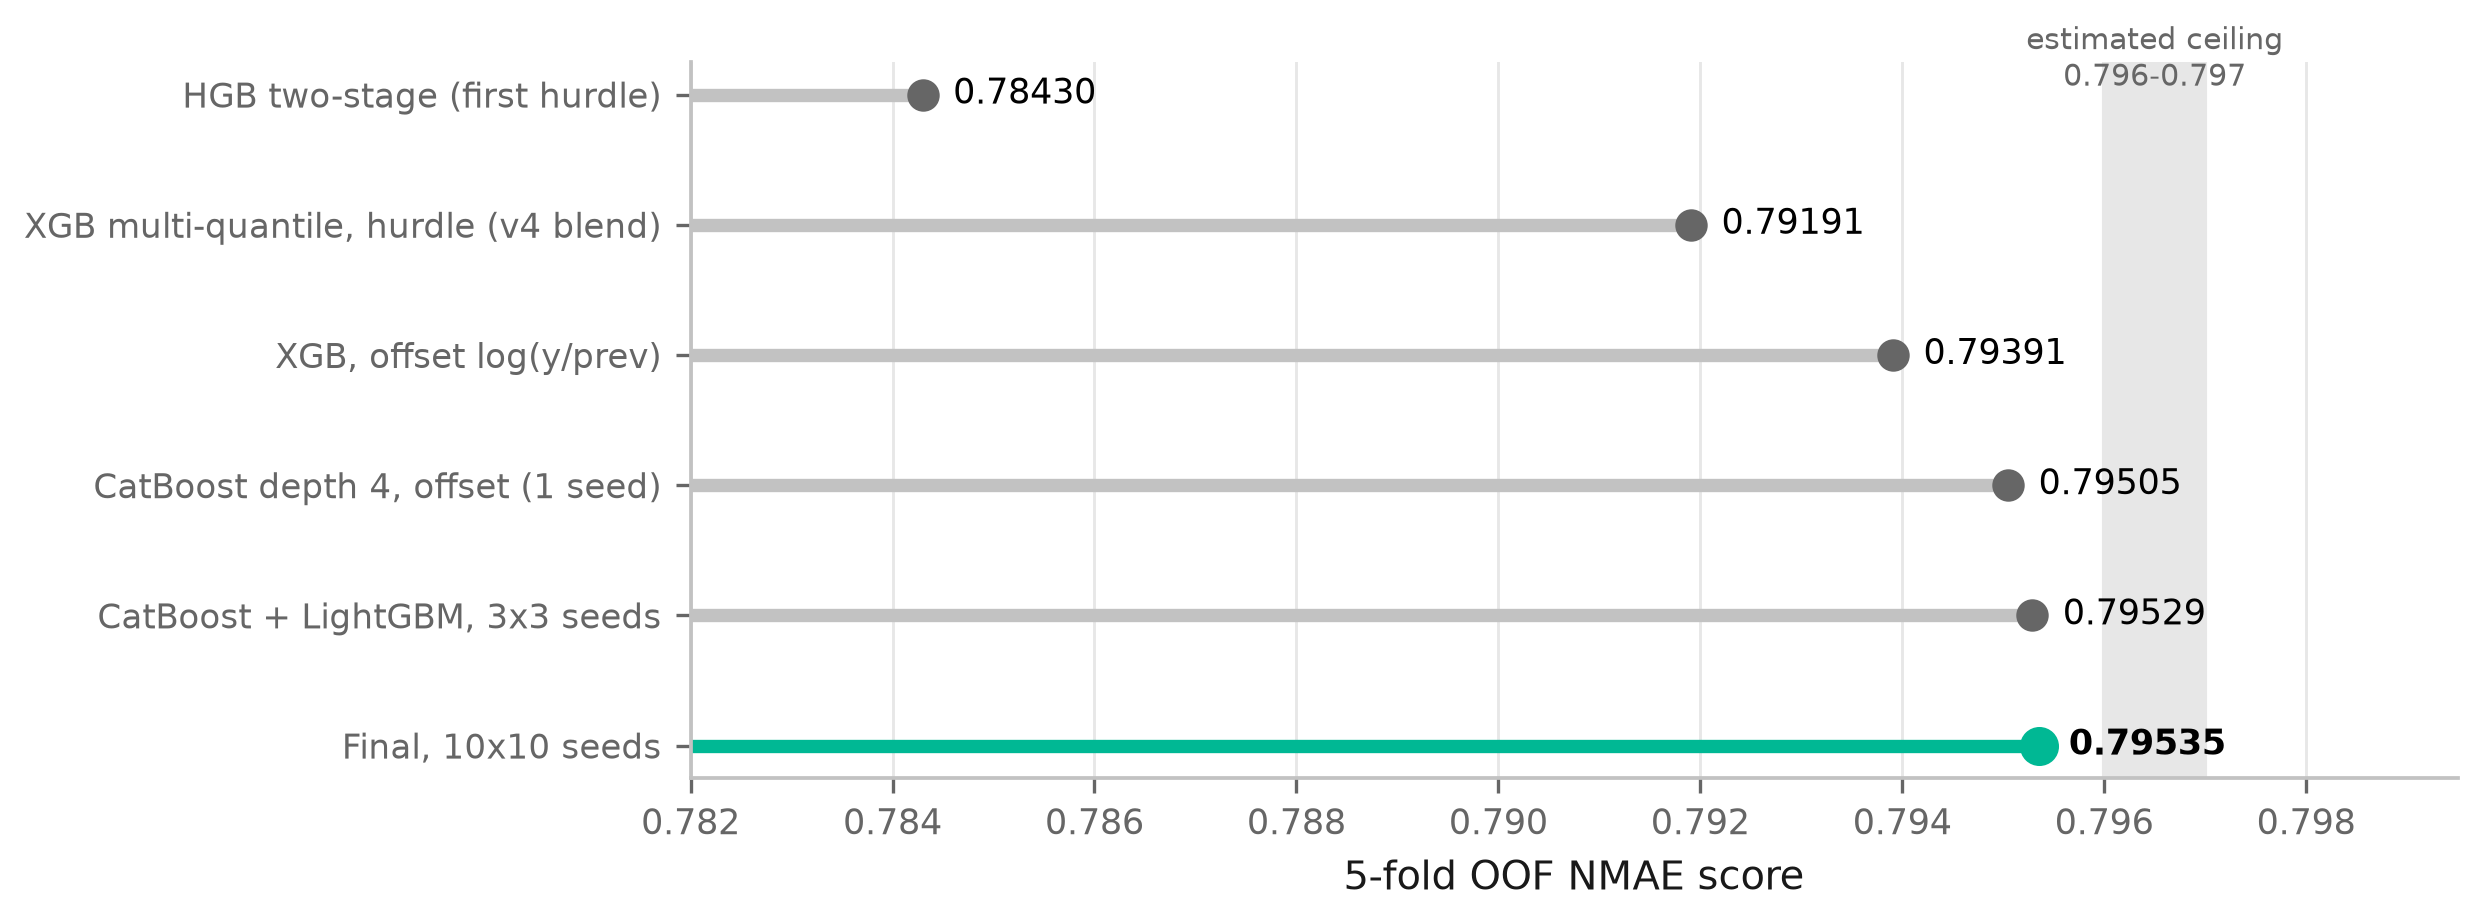 estimated ceiling
0.796-0.797
HGB two-stage (first hurdle) 0.78430
XGB multi-quantile, hurdle (v4 blend) 0.79191
XGB, offset log(y/prev) 0.79391
CatBoost depth 4, offset (1 seed) 0.79505
CatBoost + LightGBM, 3x3 seeds 0.79529
Final, 10x10 seeds 0.79535
0.782 0.784 0.786 0.788 0.790 0.792 0.794 0.796 0.798
5-fold OOF NMAE score